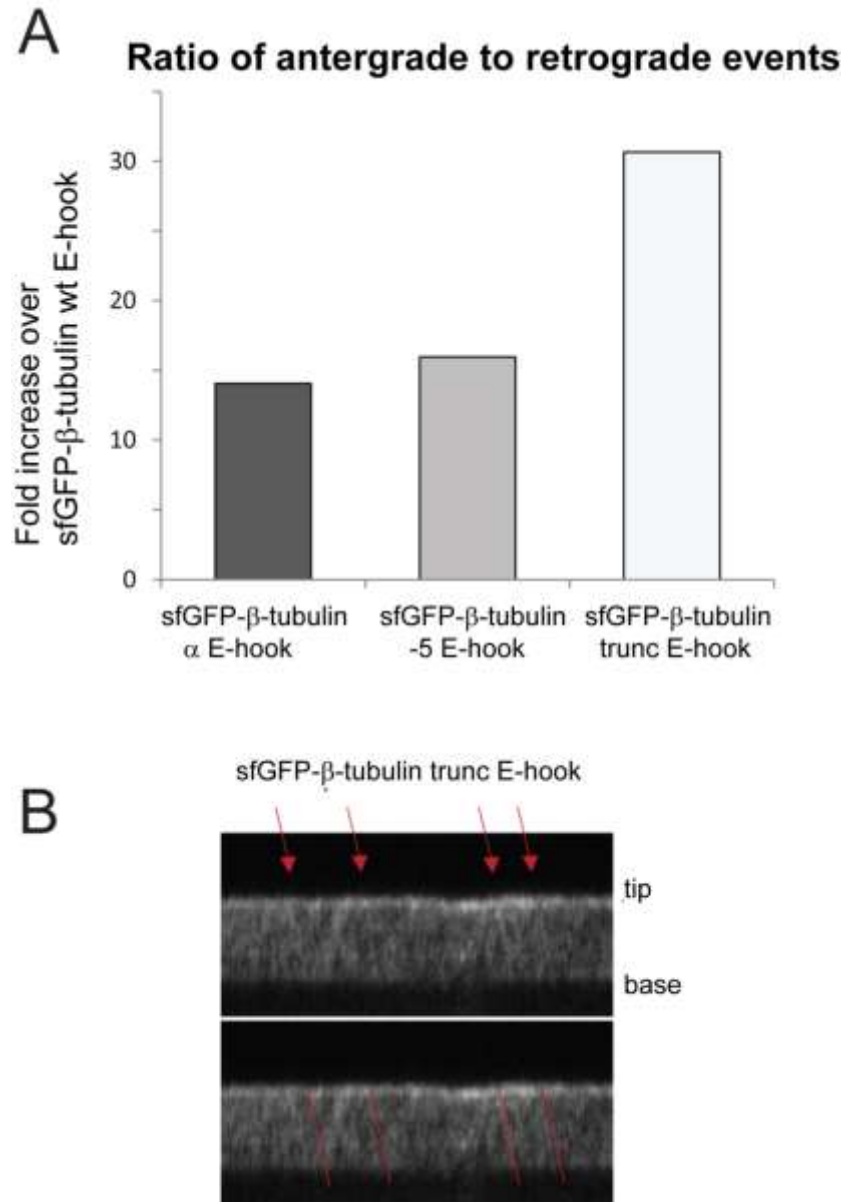 A
Ratio of antergrade to retrograde events
Fold increase over
sfGFP-β-tubulin wt E-hook
30
20
10
0
sfGFP-β-tubulin
α E-hook
sfGFP-β-tubulin
-5 E-hook
sfGFP-β-tubulin
trunc E-hook
sfGFP-β-tubulin trunc E-hook
B
tip
base